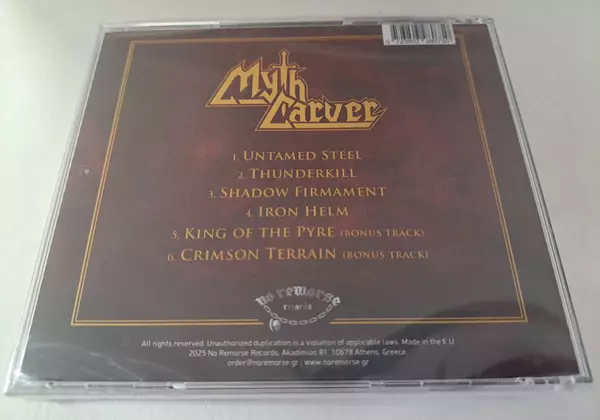 Myth
Carver
1. UNTAMED STEEL
2. THUNDERKILL
3. SHADOW FIRMAMENT
4. IRON HELM
5. KING OF THE PYRE (BONUS TRACK)
6. CRIMSON TERRAIN (BONUS TRACK)
no remorse
records
All rights reserved. Unauthorized duplication is a violation of applicable laws. Made in the E.U.
2025 No Remorse Records. Akadimias 81, 10678 Athens, Greece
order@noremorse.gr | www.noremorse.gr